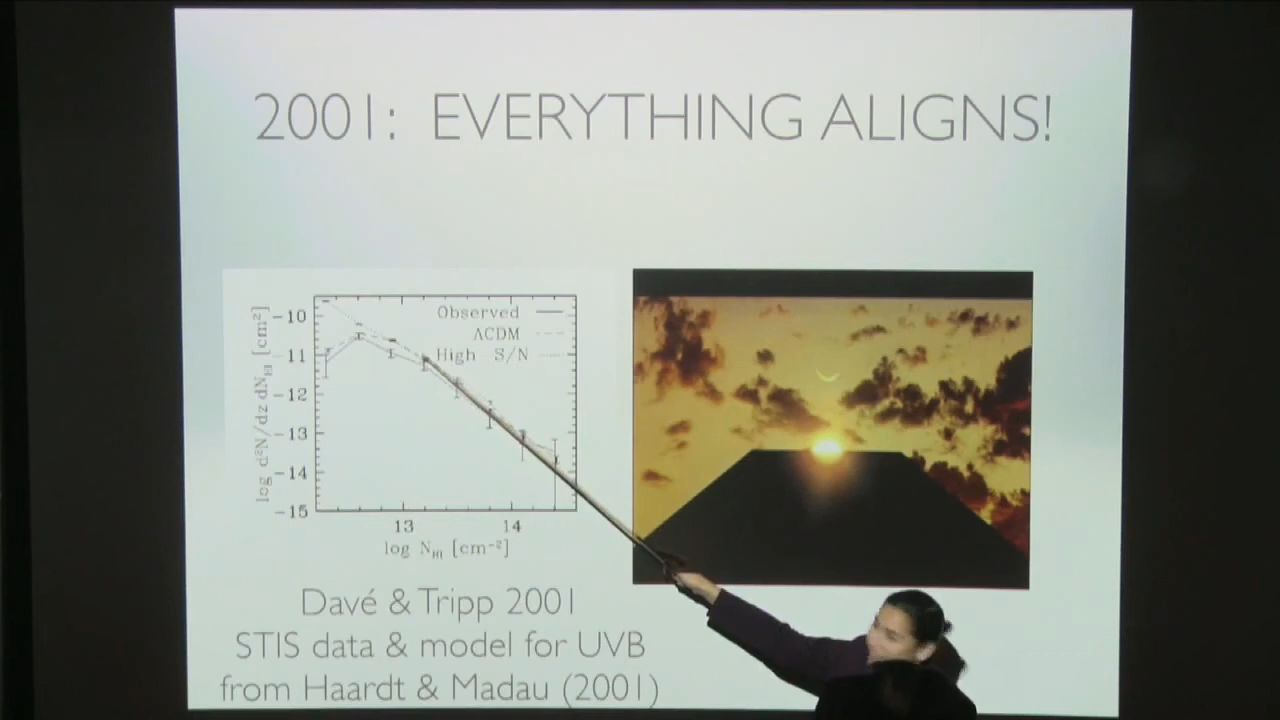 2001: EVERYTHING ALIGNS!
Observed
ΛCDM
High S/N
log d²N/dz dN_HI [cm²]
-10
-11
-12
-13
-14
-15
13
14
log N_HI [cm⁻²]
Davé & Tripp 2001
STIS data & model for UVB
from Haardt & Madau (2001)